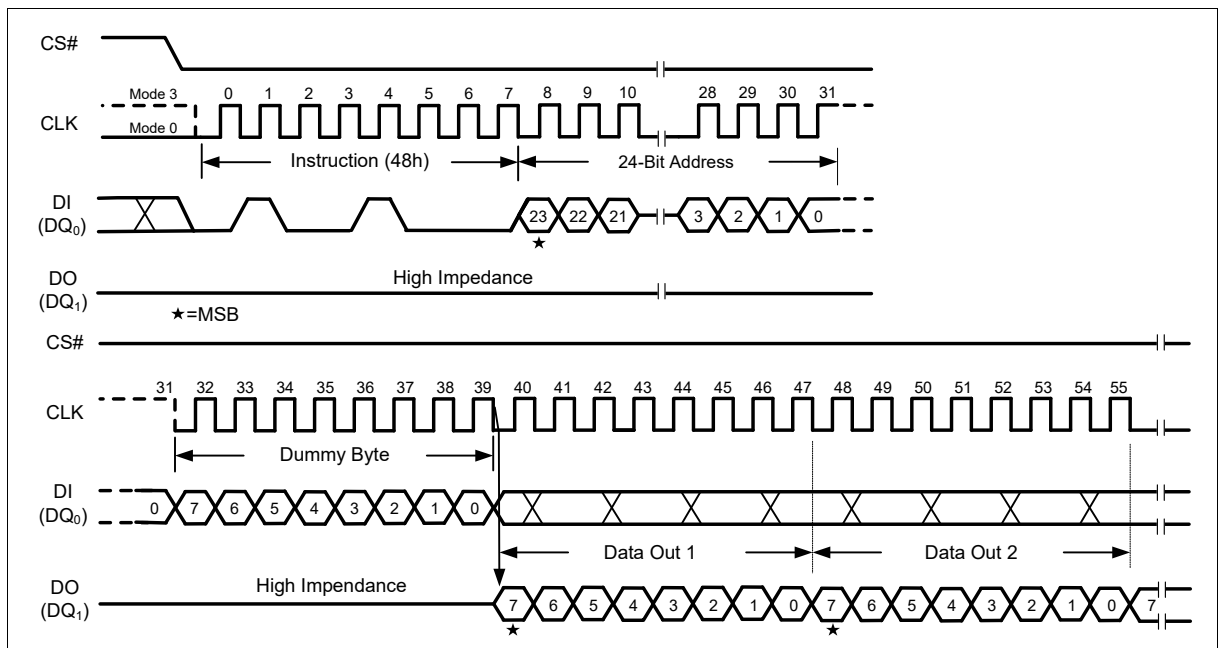 CS#
Mode 3 0 1 2 3 4 5 6 7 8 9 10 28 29 30 31
CLK
Mode 0
Instruction (48h) 24-Bit Address
DI
(DQ0) 23 22 21 3 2 1 0
★
DO
(DQ1) High Impedance
★=MSB
CS#
31 32 33 34 35 36 37 38 39 40 41 42 43 44 45 46 47 48 49 50 51 52 53 54 55
CLK
Dummy Byte
DI
(DQ0) 0 7 6 5 4 3 2 1 0
Data Out 1 Data Out 2
DO High Impendance
(DQ1) 7 6 5 4 3 2 1 0 7 6 5 4 3 2 1 0 7
★ ★